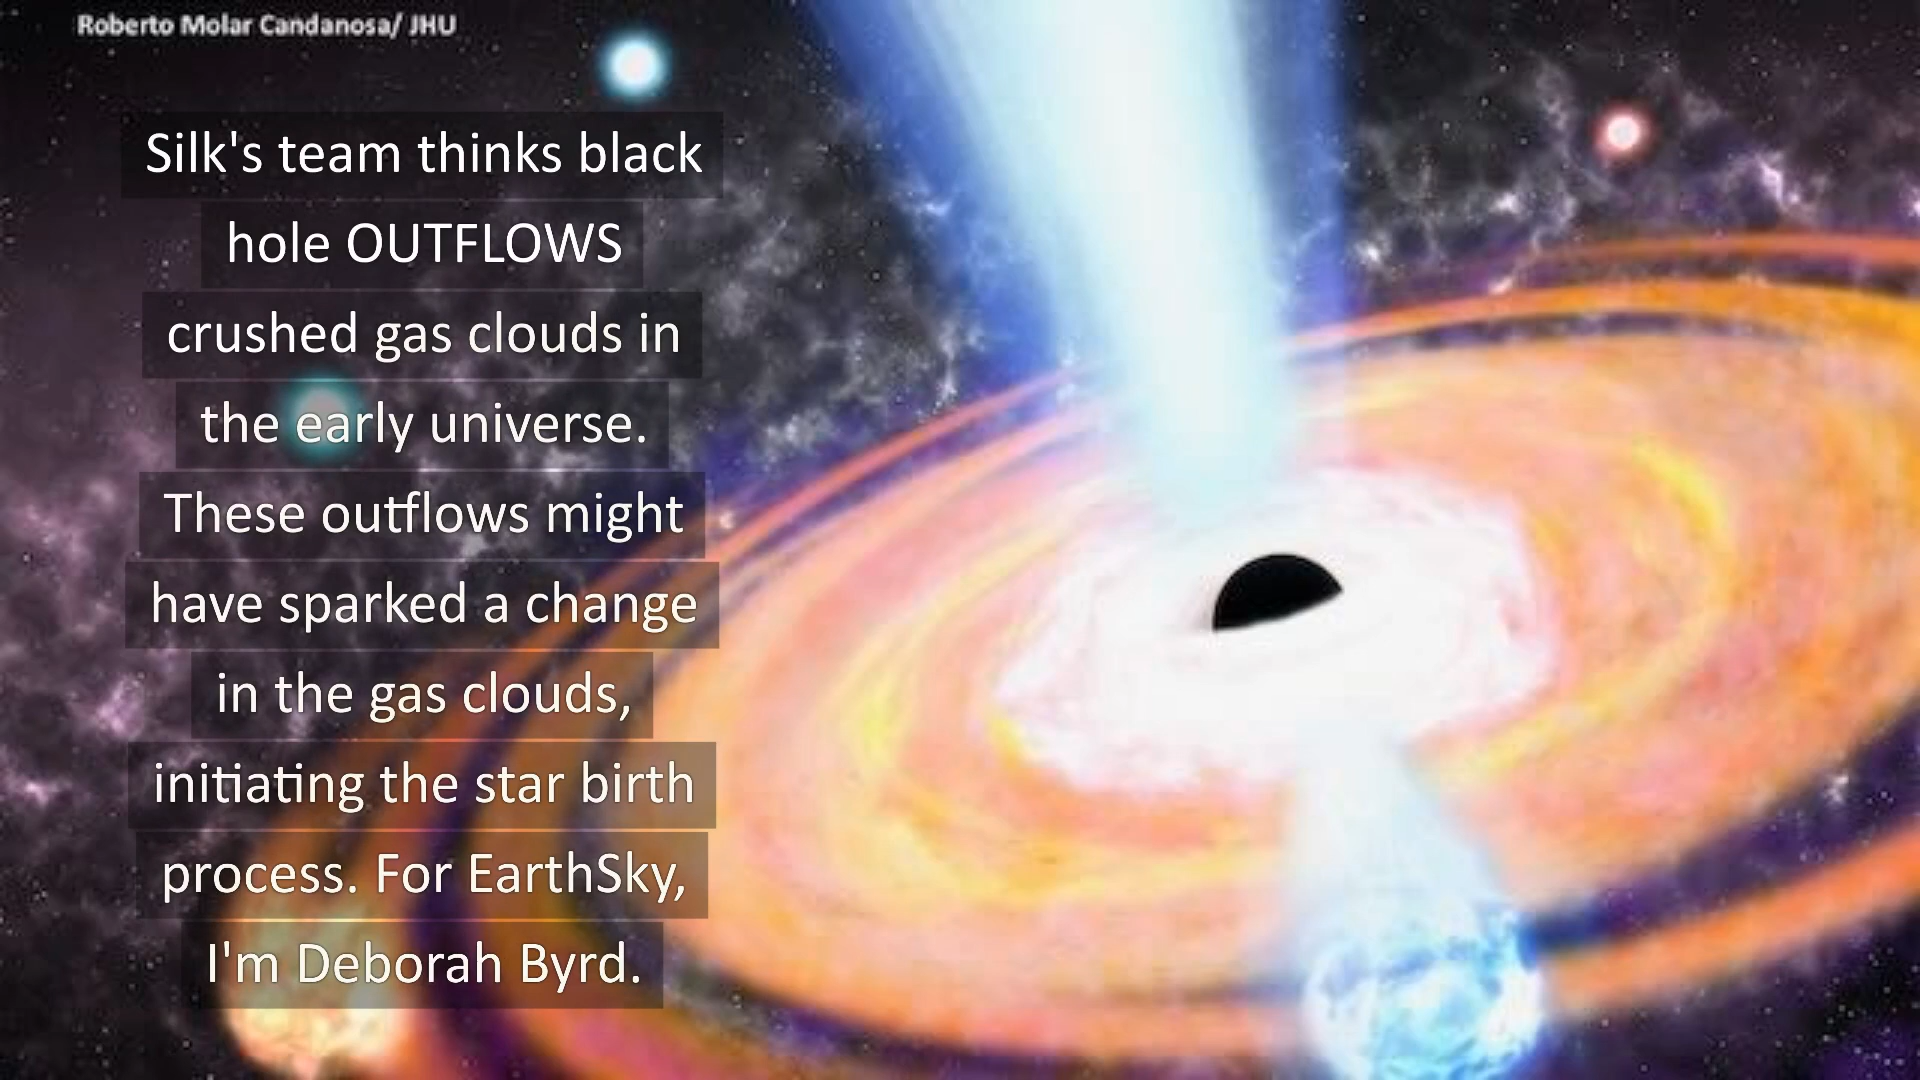 Roberto Molar Candanosa/ JHU
Silk's team thinks black
hole OUTFLOWS
crushed gas clouds in
the early universe.
These outflows might
have sparked a change
in the gas clouds,
initiating the star birth
process. For EarthSky,
I'm Deborah Byrd.